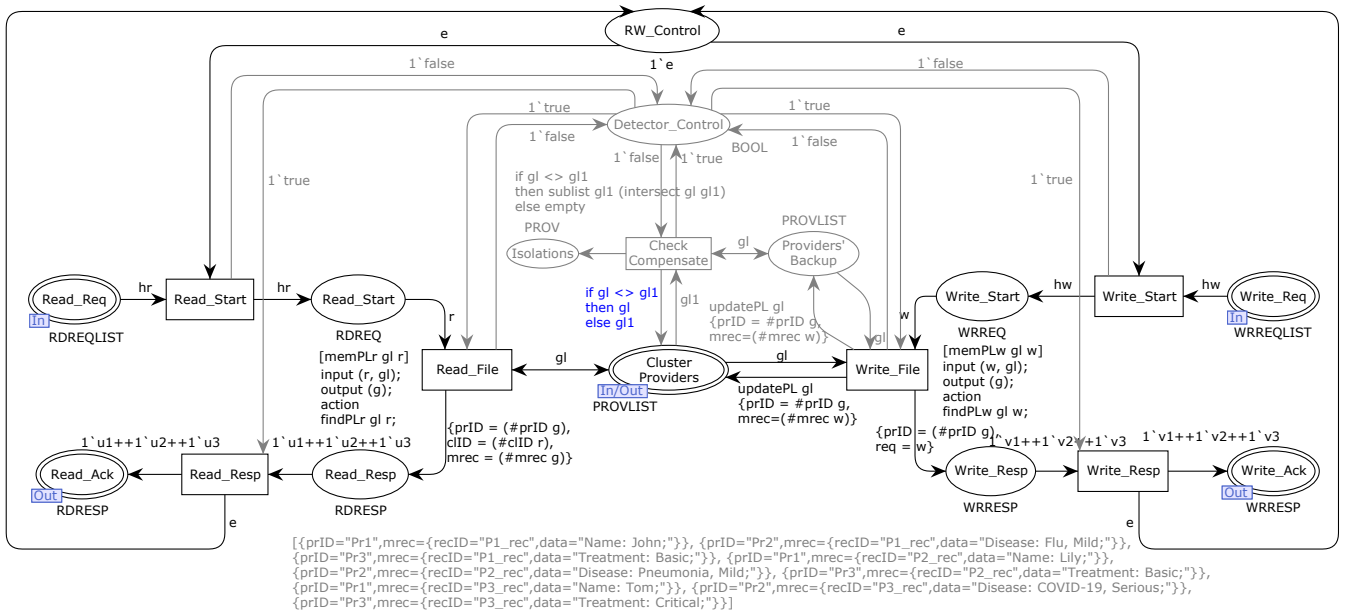 RW_Control
e
e
1`e
1`false
1`false
1`true
Detector_Control
1`true
1`false
BOOL
1`false
1`false
1`true
1`true
1`true
if gl <> gl1
then sublist gl1 (intersect gl gl1)
else empty
PROV
PROVLIST
Isolations
Check
Compensate
gl
Providers'
Backup
Read_Req
In
RDREQLIST
hr
Read_Start
hr
Read_Start
RDREQ
r
if gl <> gl1
then gl
else gl1
gl1
updatePL gl
{prID = #prID g,
mrec=(#mrec w)}
gl
w
Write_Start
WRREQ
hw
Write_Start
hw
Write_Req
In
WRREQLIST
[memPLr gl r]
input (r, gl);
output (g);
action
findPLr gl r;
Read_File
gl
Cluster
Providers
In/Out
PROVLIST
gl
updatePL gl
{prID = #prID g,
mrec=(#mrec w)}
Write_File
[memPLw gl w]
input (w, gl);
output (g);
action
findPLw gl w;
{prID = (#prID g),
clID = (#clID r),
mrec = (#mrec g)}
{prID = (#prID g),
req = w}
1`u1++1`u2++1`u3
1`u1++1`u2++1`u3
1`v1++1`v2++1`v3
1`v1++1`v2++1`v3
Read_Ack
Out
RDRESP
Read_Resp
Read_Resp
RDRESP
Write_Resp
WRRESP
Write_Resp
Write_Ack
Out
WRRESP
e
e
[{prID="Pr1",mrec={recID="P1_rec",data="Name: John;"}}, {prID="Pr2",mrec={recID="P1_rec",data="Disease: Flu, Mild;"}},
{prID="Pr3",mrec={recID="P1_rec",data="Treatment: Basic;"}}, {prID="Pr1",mrec={recID="P2_rec",data="Name: Lily;"}},
{prID="Pr2",mrec={recID="P2_rec",data="Disease: Pneumonia, Mild;"}}, {prID="Pr3",mrec={recID="P2_rec",data="Treatment: Basic;"}},
{prID="Pr1",mrec={recID="P3_rec",data="Name: Tom;"}}, {prID="Pr2",mrec={recID="P3_rec",data="Disease: COVID-19, Serious;"}},
{prID="Pr3",mrec={recID="P3_rec",data="Treatment: Critical;"}}]